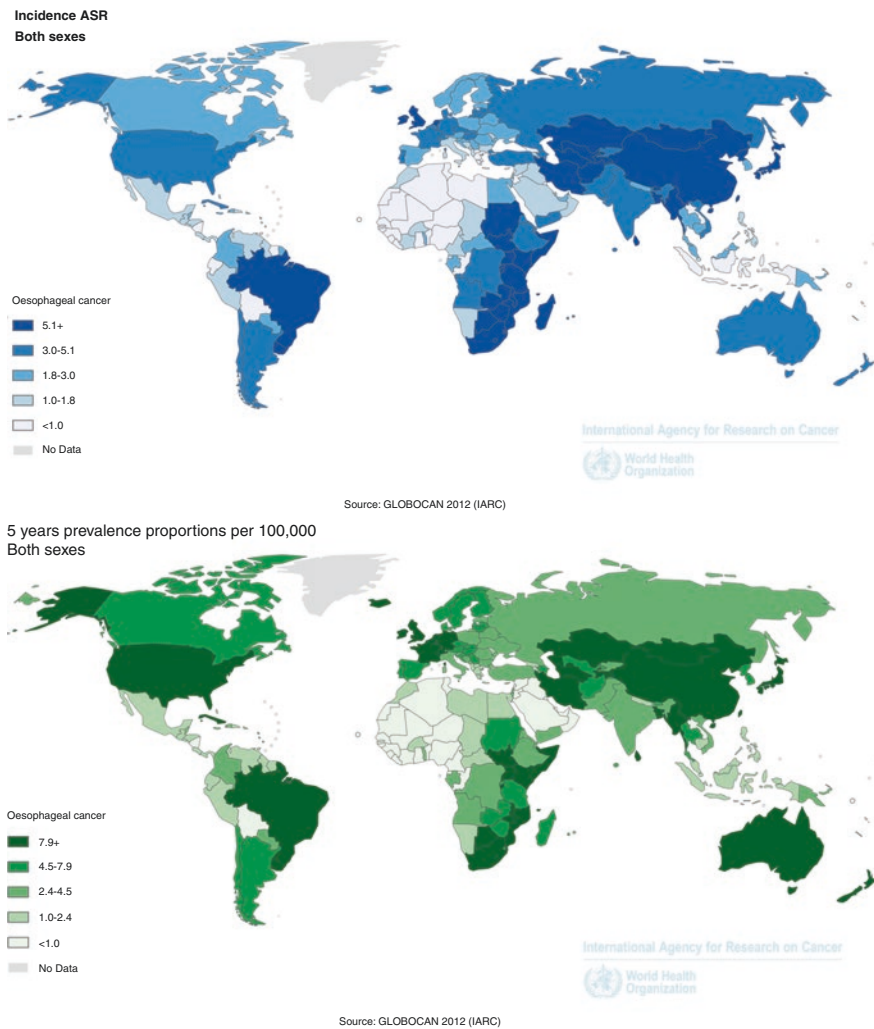 Incidence ASR
Both sexes
Oesophageal cancer
5.1+
3.0-5.1
1.8-3.0
1.0-1.8
<1.0
No Data
International Agency for Research on Cancer
World Health
Organization
Source: GLOBOCAN 2012 (IARC)
5 years prevalence proportions per 100,000
Both sexes
Oesophageal cancer
7.9+
4.5-7.9
2.4-4.5
1.0-2.4
<1.0
No Data
International Agency for Research on Cancer
World Health
Organization
Source: GLOBOCAN 2012 (IARC)